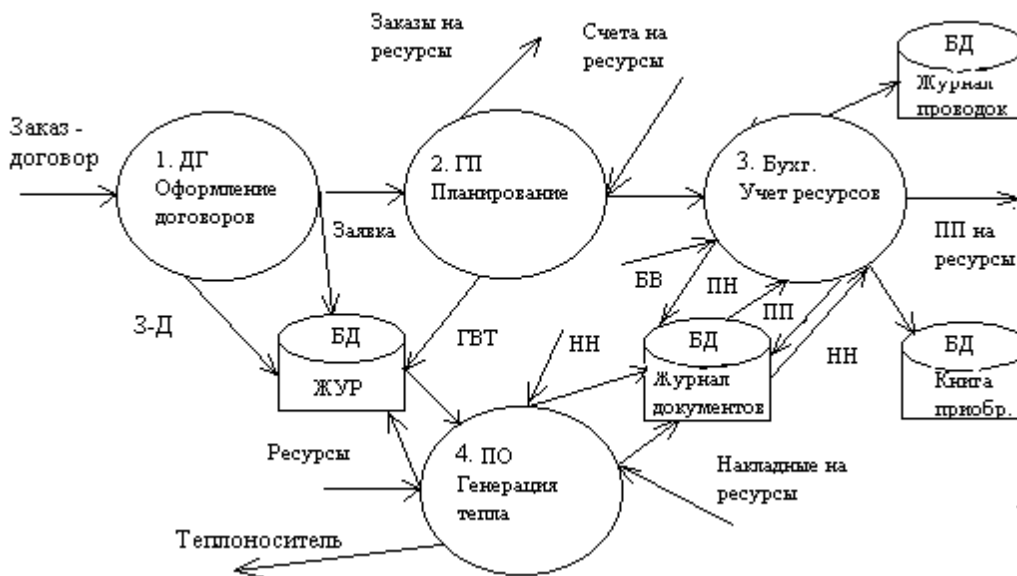 Заказы на
ресурсы
Счета на
ресурсы
БД
Журнал
проводок
Заказ -
договор
1. ДГ
Оформление
договоров
2. ГП
Планирование
3. Бухг.
Учет ресурсов
Заявка
ПП на
ресурсы
БВ
ПН
ПП
З-Д
БД
ЖУР
ГВТ
НН
БД
Журнал
документов
НН
БД
Книга
приобр.
Ресурсы
4. ПО
Генерация
тепла
Накладные на
ресурсы
Теплоноситель